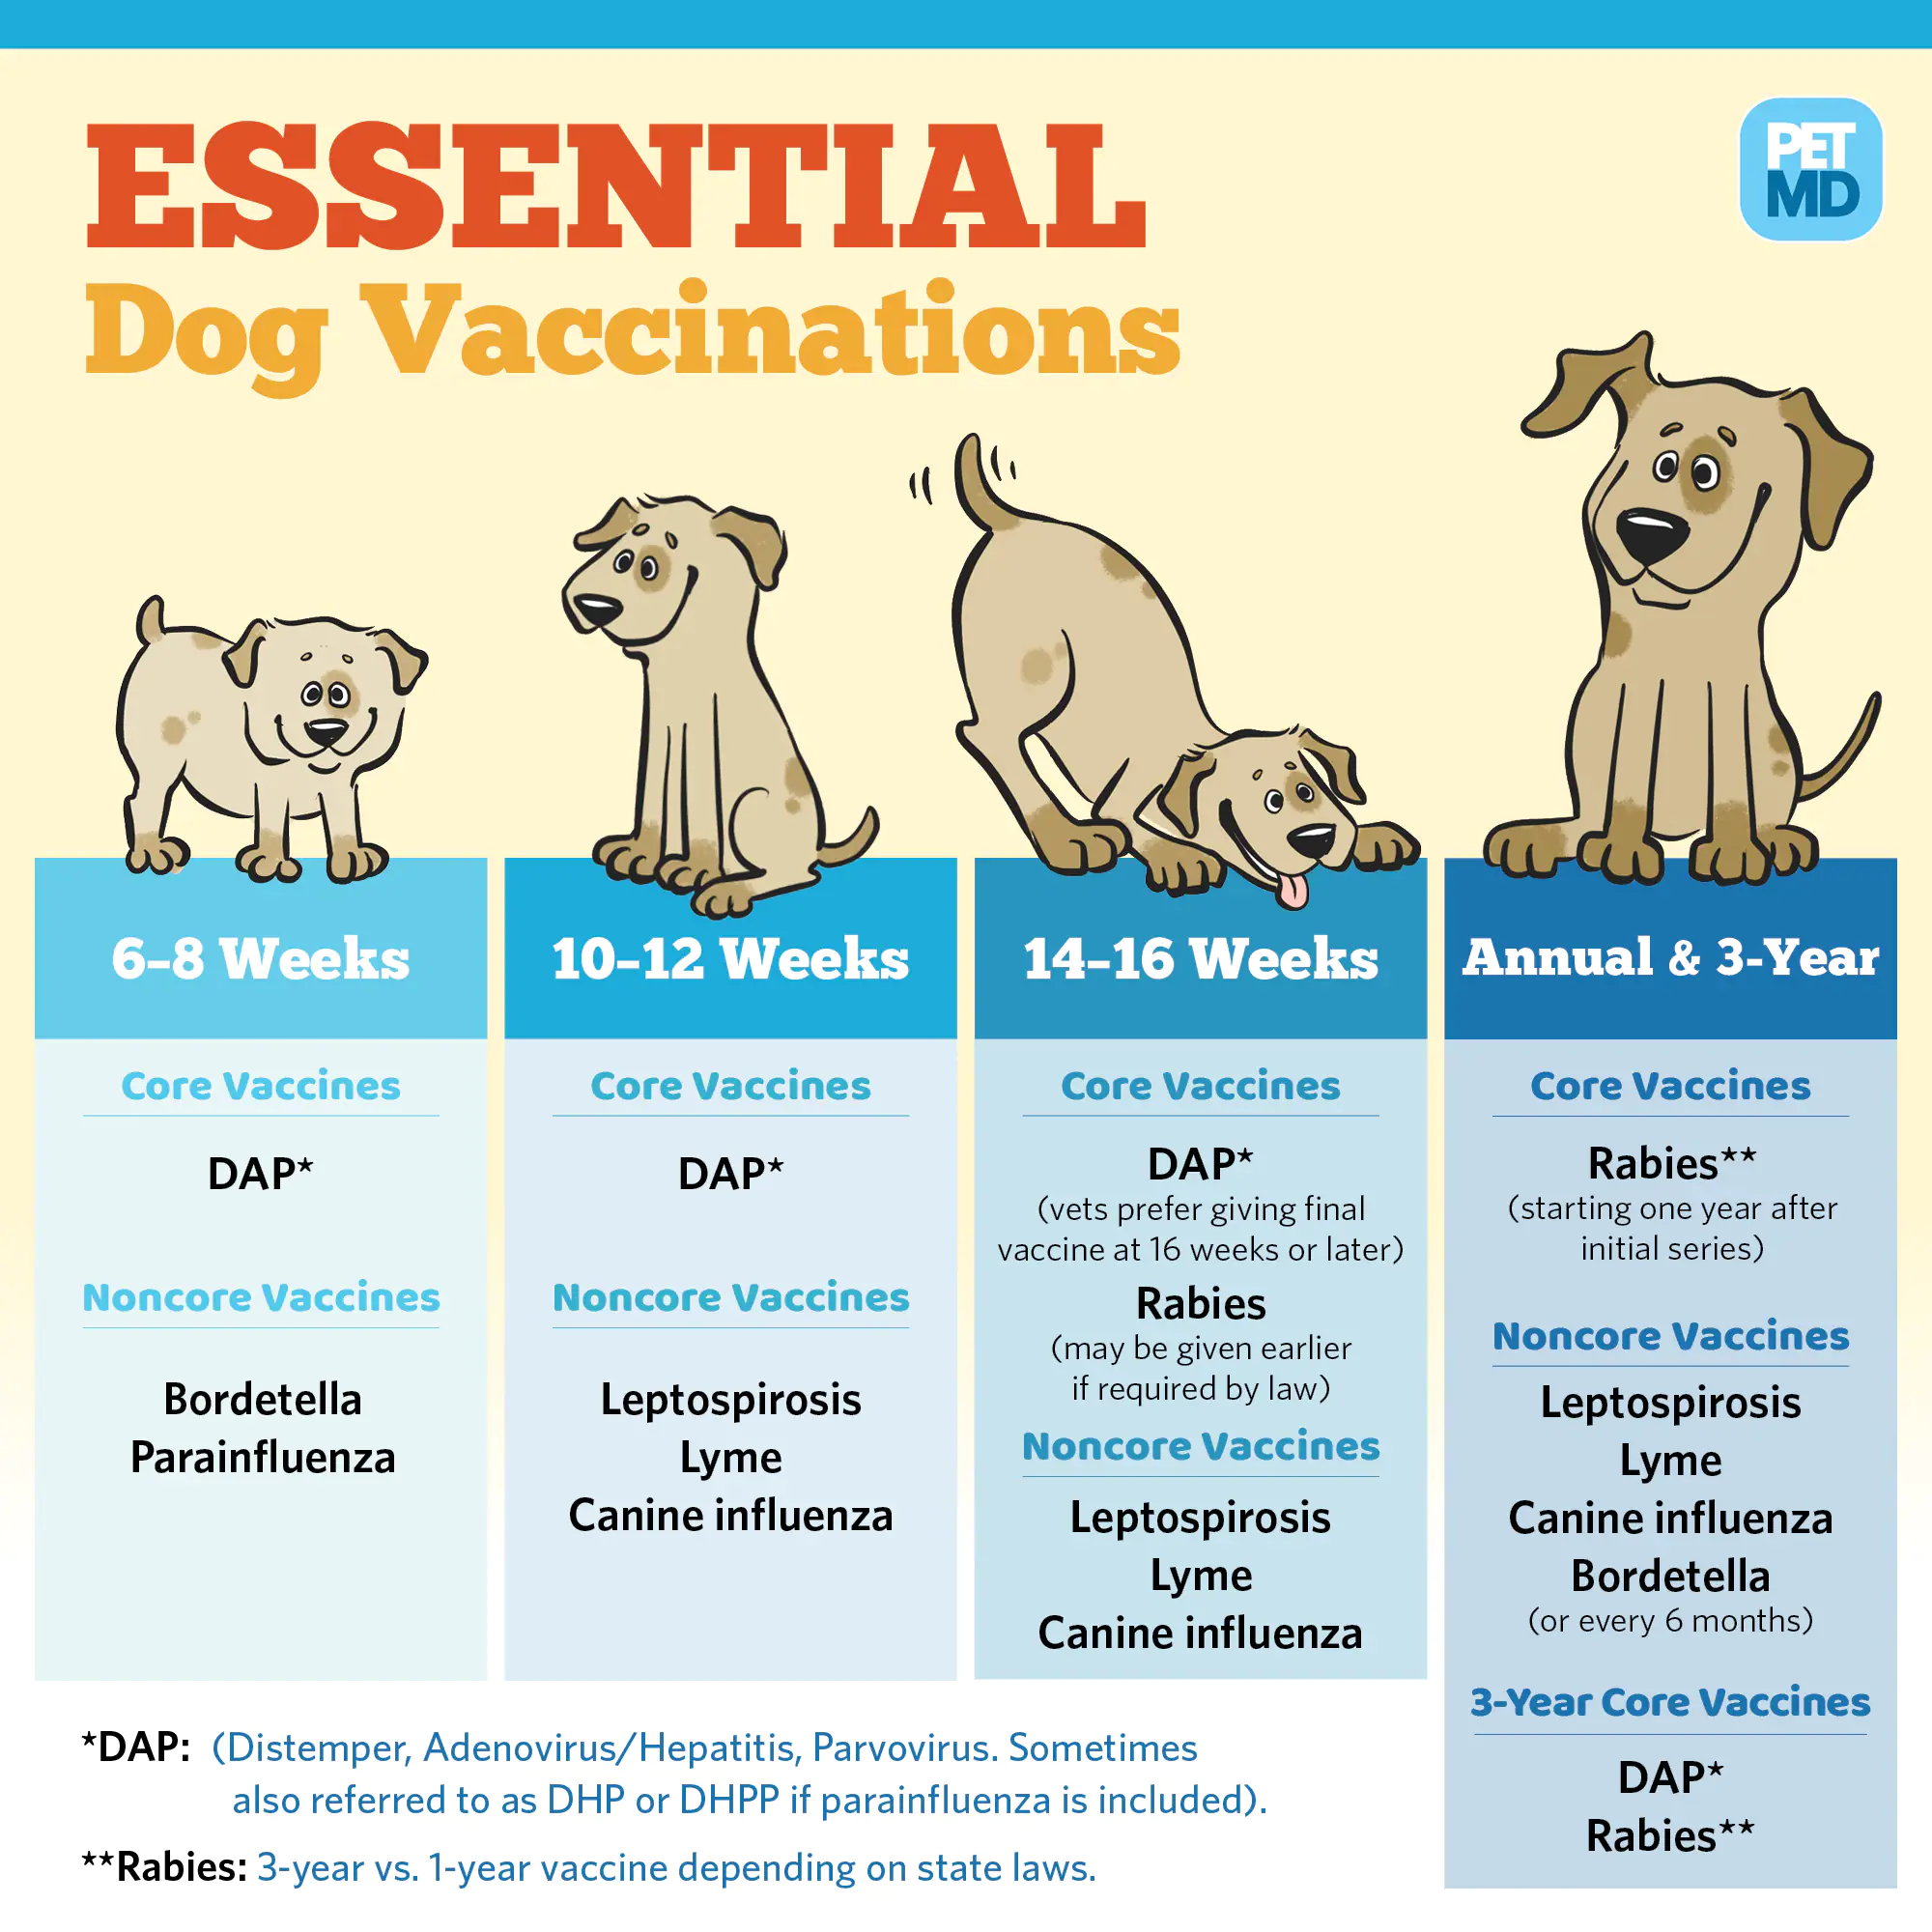 ESSENTIAL
Dog Vaccinations
PET
MD
6–8 Weeks
Core Vaccines
DAP*
Noncore Vaccines
Bordetella
Parainfluenza
10–12 Weeks
Core Vaccines
DAP*
Noncore Vaccines
Leptospirosis
Lyme
Canine influenza
14–16 Weeks
Core Vaccines
DAP*
(vets prefer giving final
vaccine at 16 weeks or later)
Rabies
(may be given earlier
if required by law)
Noncore Vaccines
Leptospirosis
Lyme
Canine influenza
Annual & 3-Year
Core Vaccines
Rabies**
(starting one year after
initial series)
Noncore Vaccines
Leptospirosis
Lyme
Canine influenza
Bordetella
(or every 6 months)
3-Year Core Vaccines
DAP*
Rabies**
*DAP: (Distemper, Adenovirus/Hepatitis, Parvovirus. Sometimes
also referred to as DHP or DHPP if parainfluenza is included).
**Rabies: 3-year vs. 1-year vaccine depending on state laws.